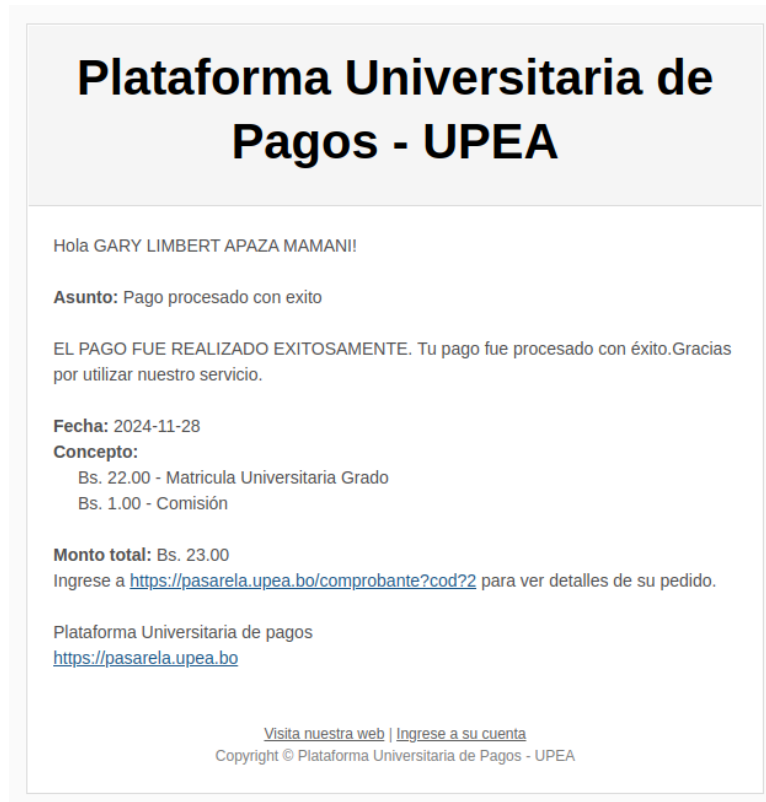 Plataforma Universitaria de
Pagos - UPEA
Hola GARY LIMBERT APAZA MAMANI!
Asunto: Pago procesado con exito
EL PAGO FUE REALIZADO EXITOSAMENTE. Tu pago fue procesado con éxito.Gracias
por utilizar nuestro servicio.
Fecha: 2024-11-28
Concepto:
Bs. 22.00 - Matricula Universitaria Grado
Bs. 1.00 - Comisión
Monto total: Bs. 23.00
Ingrese a https://pasarela.upea.bo/comprobante?cod?2 para ver detalles de su pedido.
Plataforma Universitaria de pagos
https://pasarela.upea.bo
Visita nuestra web | Ingrese a su cuenta
Copyright © Plataforma Universitaria de Pagos - UPEA